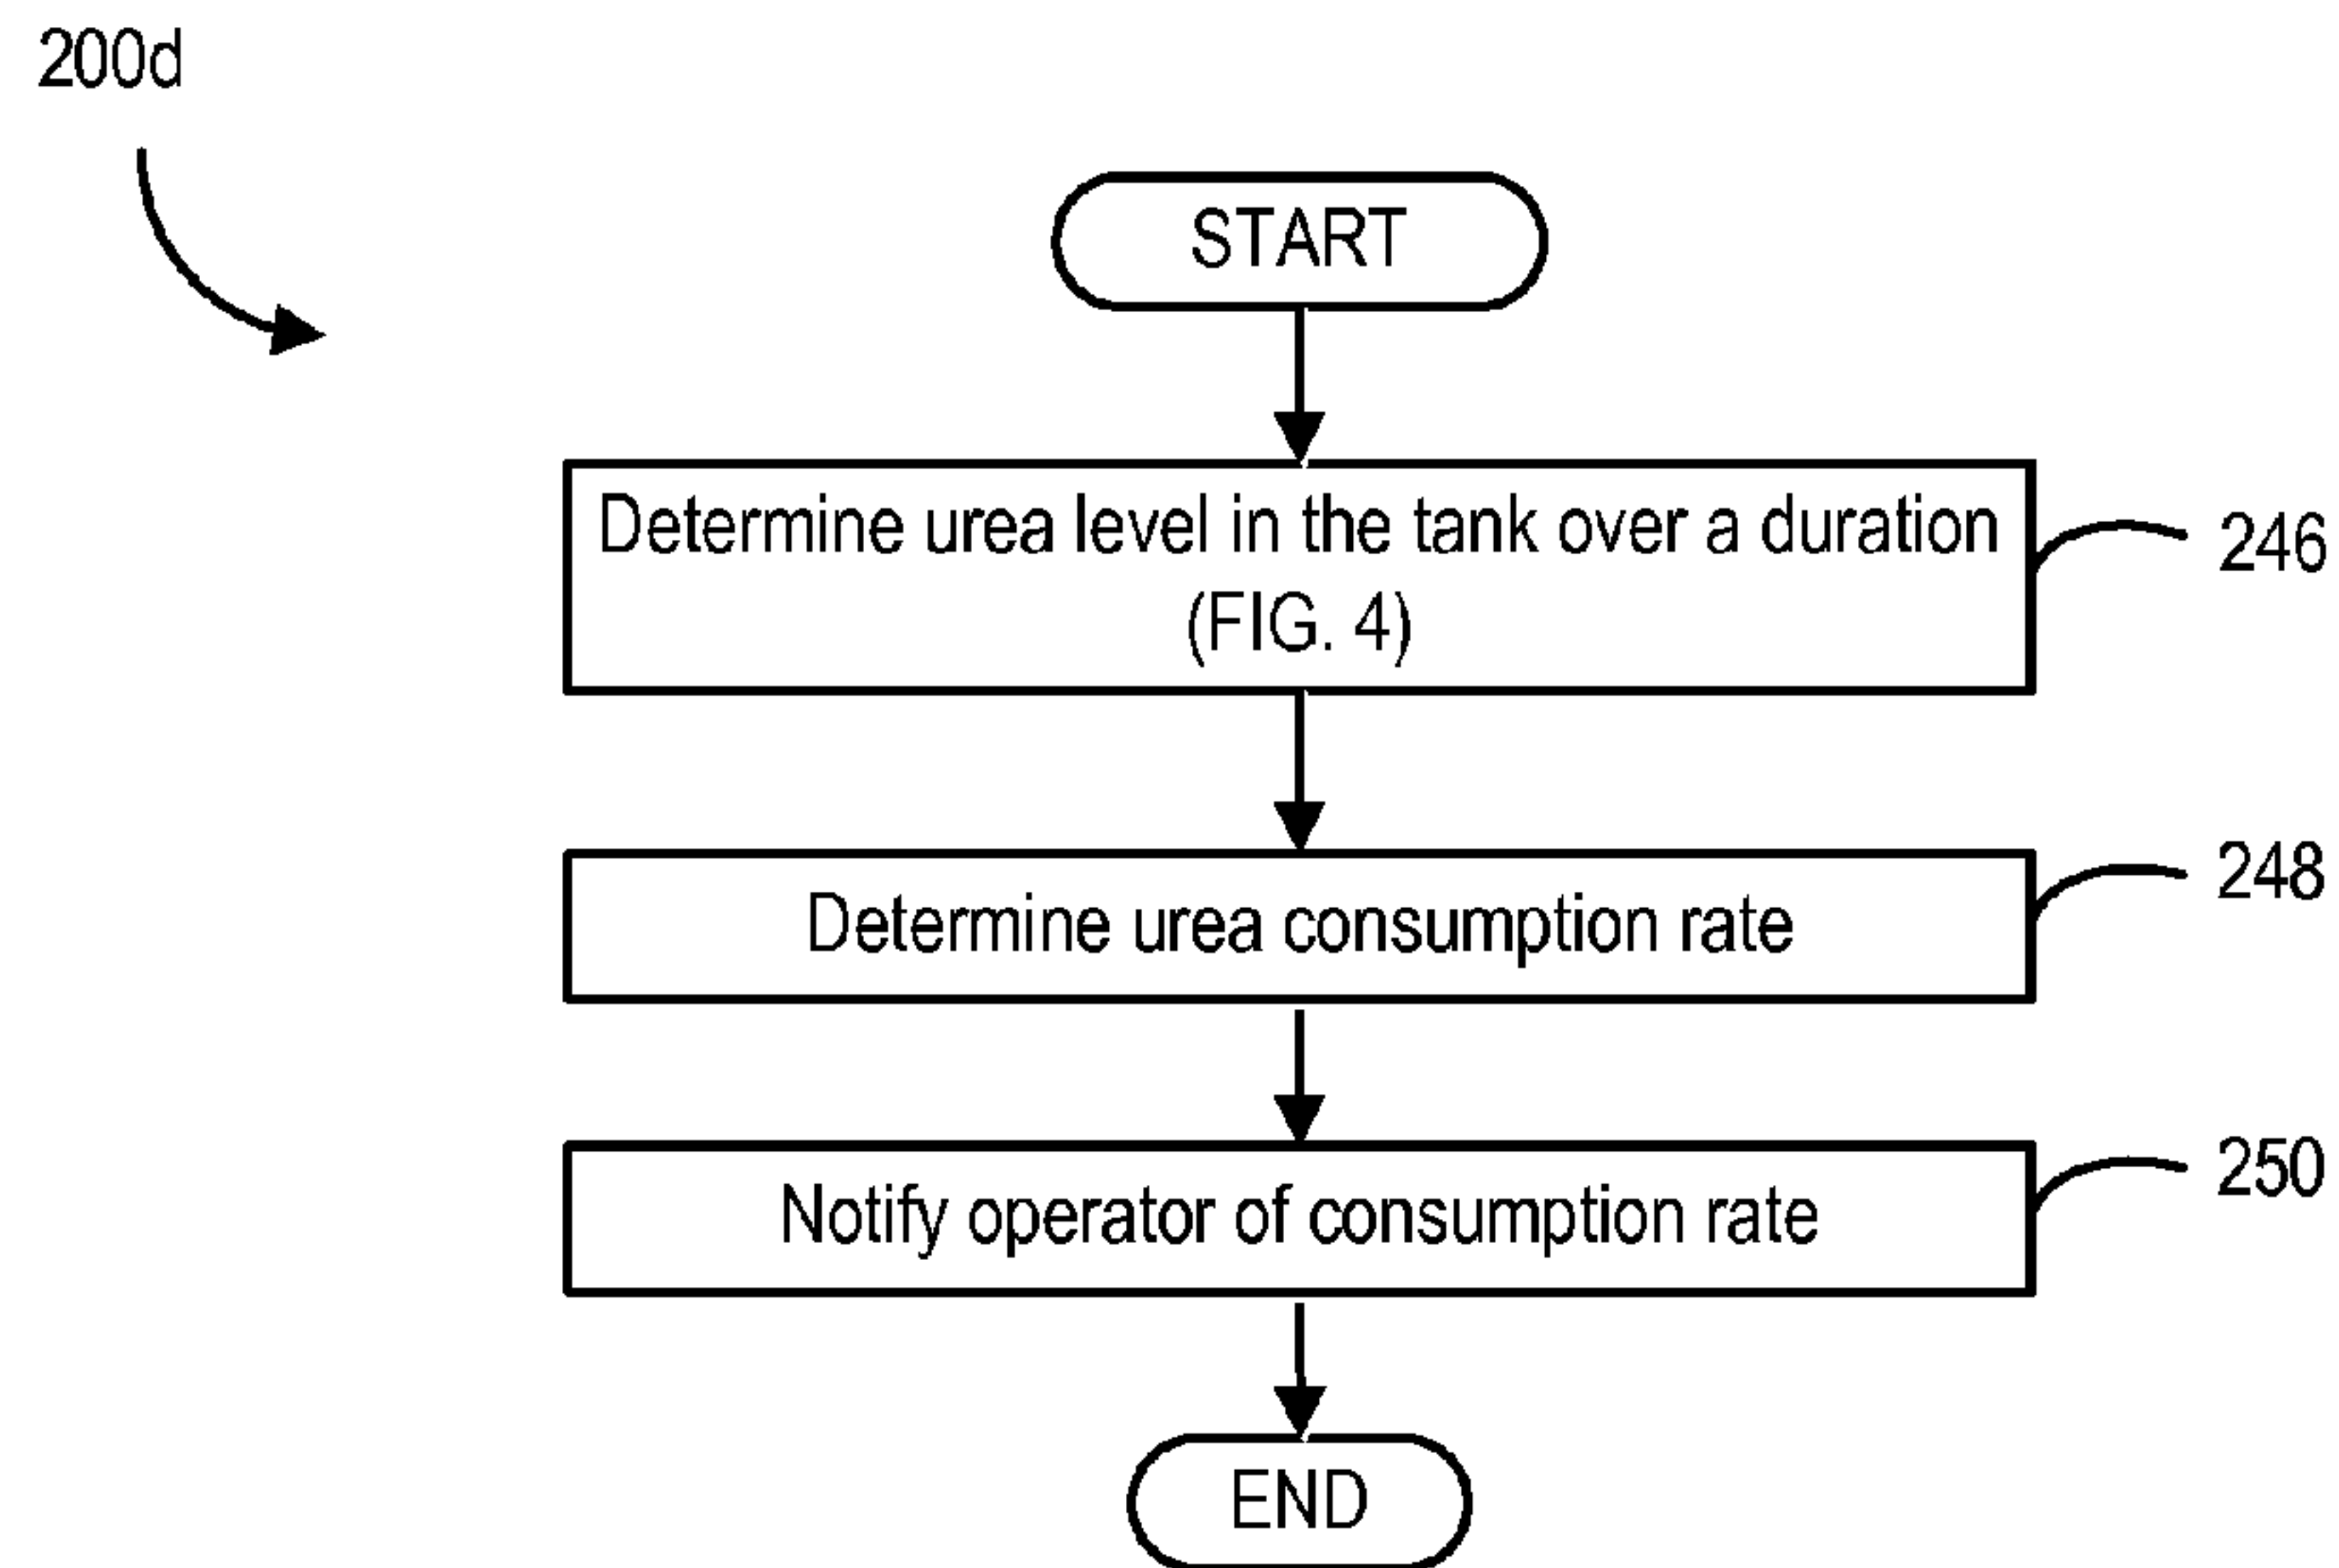 200d
START
Determine urea level in the tank over a duration
(FIG. 4)
246
Determine urea consumption rate
248
Notify operator of consumption rate
250
END